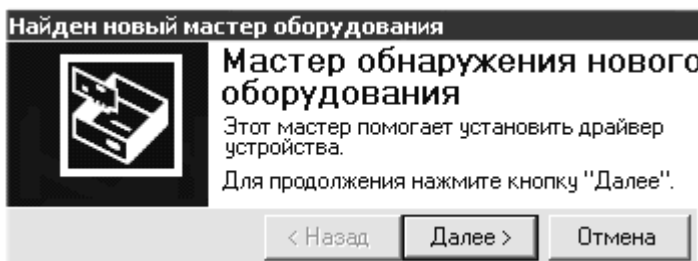 Найден новый мастер оборудования
Мастер обнаружения нового
оборудования
Этот мастер помогает установить драйвер
устройства.
Для продолжения нажмите кнопку "Далее".
< Назад Далее > Отмена